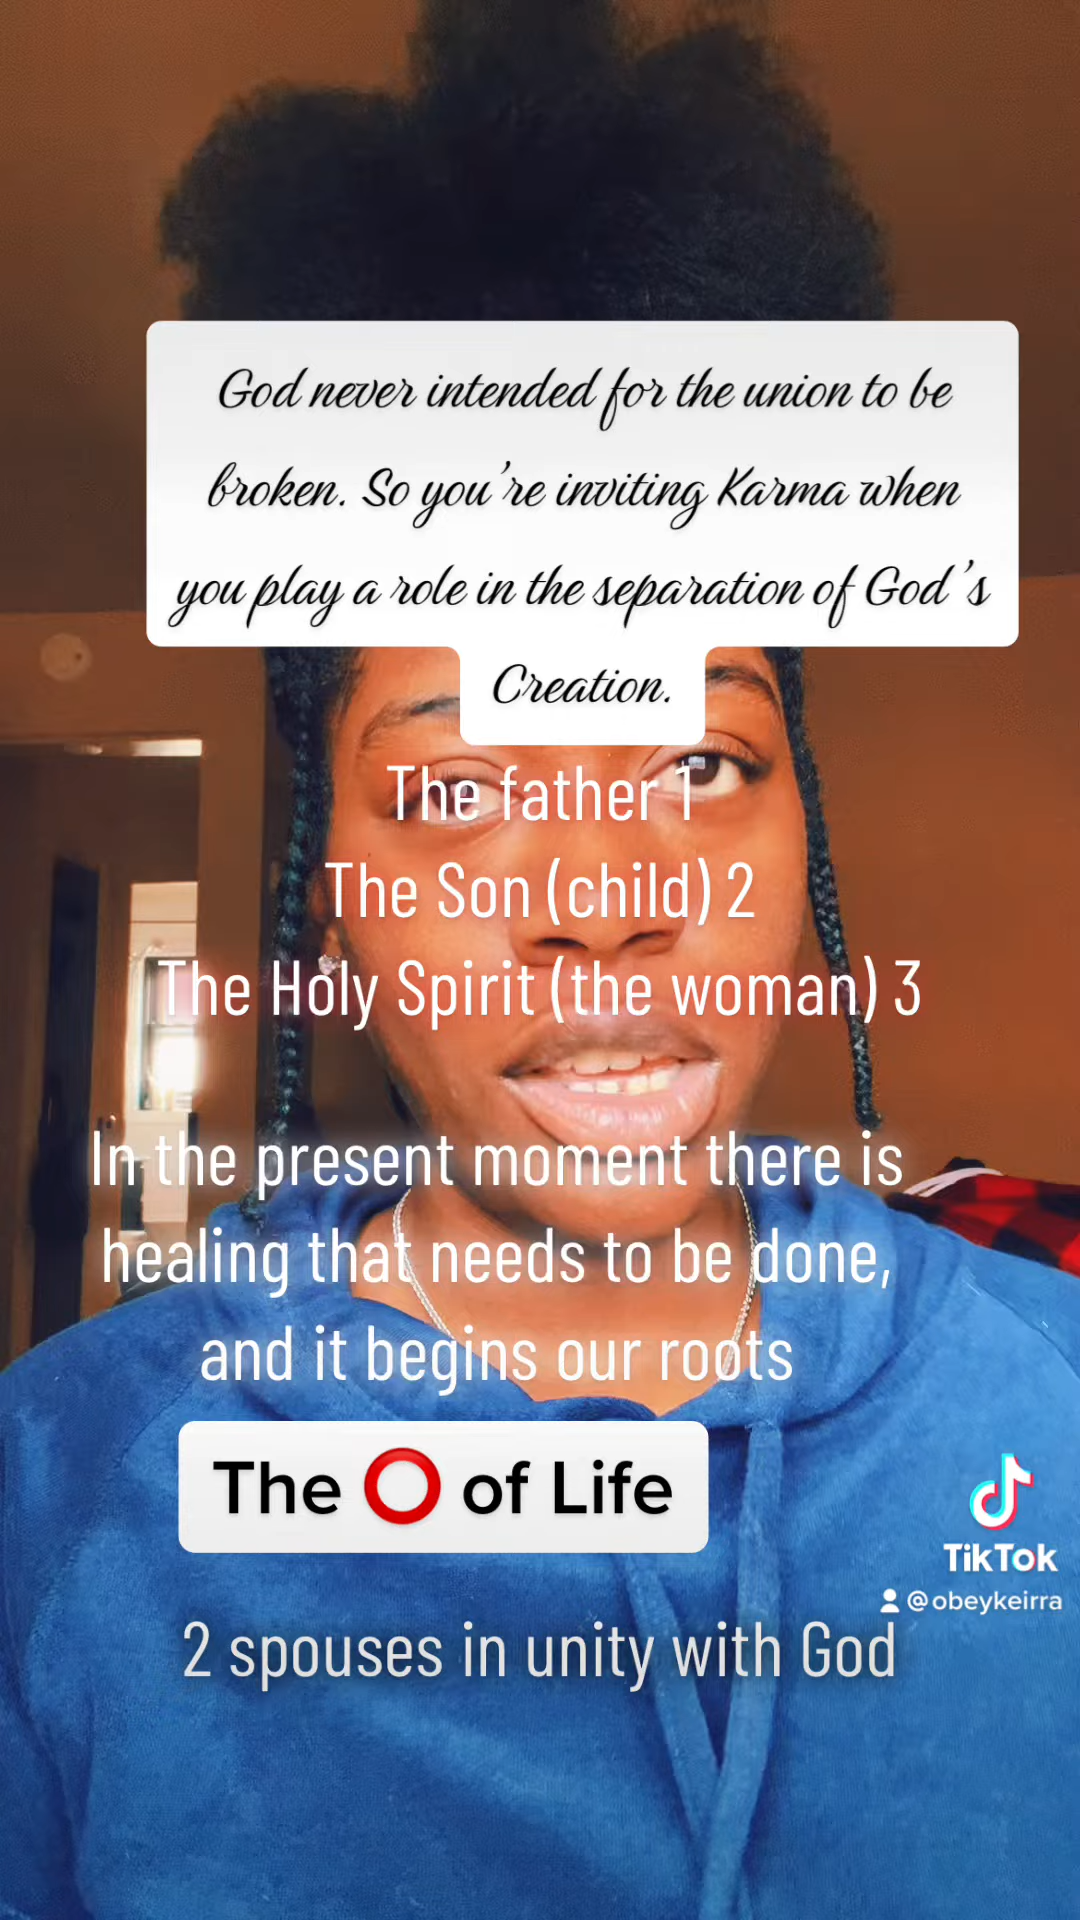 God never intended for the union to be
broken. So you're inviting Karma when
you play a role in the separation of God's
Creation.
The father 1
The Son (child) 2
The Holy Spirit (the woman) 3
In the present moment there is
healing that needs to be done,
and it begins our roots
The ⭕ of Life
TikTok
@obeykeirra
2 spouses in unity with God